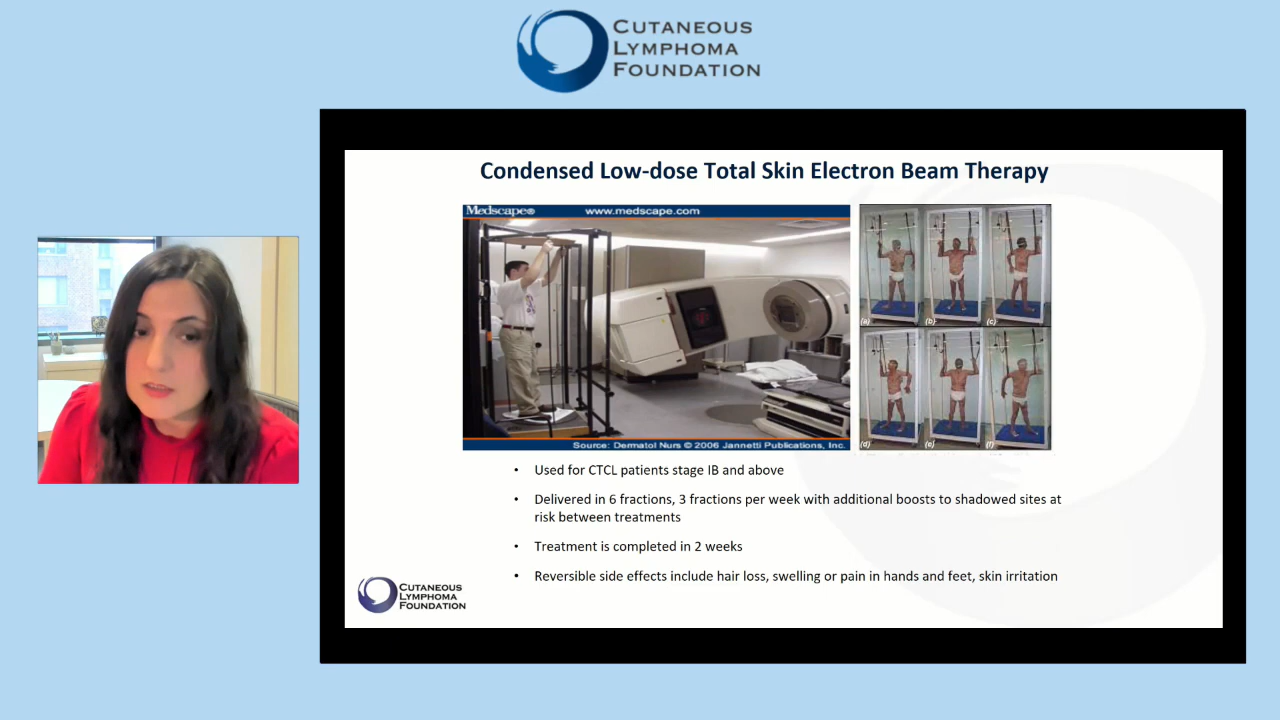 CUTANEOUS
LYMPHOMA
FOUNDATION
Condensed Low-dose Total Skin Electron Beam Therapy
Medscape® www.medscape.com
Source: Dermatol Nurs © 2006 Jannetti Publications, Inc.
(a) (b) (c)
(d) (e) (f)
• Used for CTCL patients stage IB and above
• Delivered in 6 fractions, 3 fractions per week with additional boosts to shadowed sites at
risk between treatments
• Treatment is completed in 2 weeks
• Reversible side effects include hair loss, swelling or pain in hands and feet, skin irritation
CUTANEOUS
LYMPHOMA
FOUNDATION